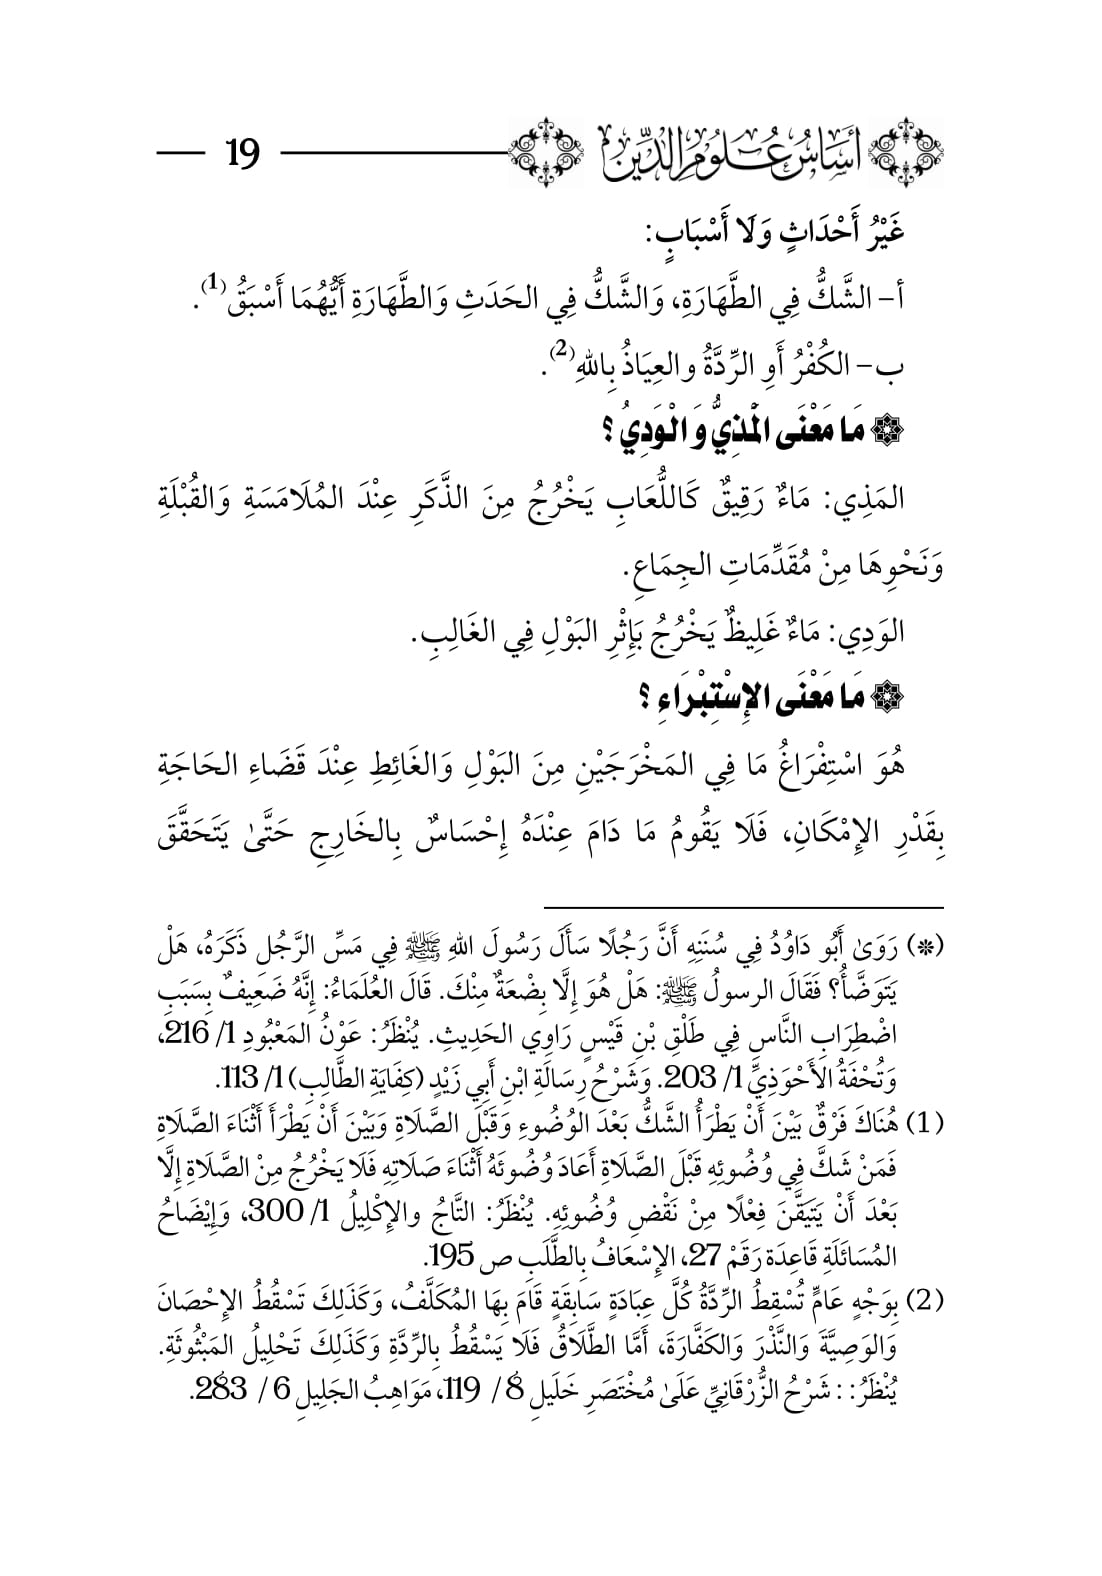 أَسَاسُ عُلُومِ الدِّينِ 19
غَيْرُ أَحْدَاثٍ وَلَا أَسْبَابٍ:
أ- الشَّكُّ فِي الطَّهَارَةِ، وَالشَّكُّ فِي الحَدَثِ وَالطَّهَارَةِ أَيُّهُمَا أَسْبَقُ(1).
ب- الكُفْرُ أَوِ الرِّدَّةُ والعِيَاذُ بِاللهِ(2).
۞ مَا مَعْنَى الْمَذِيُّ وَالْوَدِيُ؟
المَذِي: مَاءٌ رَقِيقٌ كَاللُّعَابِ يَخْرُجُ مِنَ الذَّكَرِ عِنْدَ المُلَامَسَةِ وَالقُبْلَةِ
وَنَحْوِهَا مِنْ مُقَدِّمَاتِ الجِمَاعِ.
الوَدِي: مَاءٌ غَلِيظٌ يَخْرُجُ بَإِثْرِ البَوْلِ فِي الغَالِبِ.
۞ مَا مَعْنَى الإِسْتِبْرَاءِ؟
هُوَ اسْتِفْرَاغُ مَا فِي المَخْرَجَيْنِ مِنَ البَوْلِ وَالغَائِطِ عِنْدَ قَضَاءِ الحَاجَةِ
بِقَدْرِ الإِمْكَانِ، فَلَا يَقُومُ مَا دَامَ عِنْدَهُ إِحْسَاسٌ بِالخَارِجِ حَتَّىٰ يَتَحَقَّقَ
(*) رَوَىٰ أَبُو دَاوُدُ فِي سُنَنِهِ أَنَّ رَجُلًا سَأَلَ رَسُولَ اللهِ ﷺ فِي مَسِّ الرَّجُلِ ذَكَرَهُ، هَلْ
يَتَوَضَّأُ؟ فَقَالَ الرسولُ ﷺ: هَلْ هُوَ إِلَّا بِضْعَةٌ مِنْكَ. قَالَ العُلَمَاءُ: إِنَّهُ ضَعِيفٌ بِسَبَبِ
اضْطِرَابِ النَّاسِ فِي طَلْقِ بْنِ قَيْسٍ رَاوِي الحَدِيثِ. يُنْظَرُ: عَوْنُ المَعْبُودِ 1/ 216،
وَتُحْفَةُ الأَحْوَذِيِّ 1/ 203. وَشَرْحُ رِسَالَةِ ابْنِ أَبِي زَيْدٍ (كِفَايَةِ الطَّالِبِ) 1/ 113.
(1) هُنَاكَ فَرْقٌ بَيْنَ أَنْ يَطْرَأُ الشَّكُّ بَعْدَ الوُضُوءِ وَقَبْلَ الصَّلَاةِ وَبَيْنَ أَنْ يَطْرَأَ أَثْنَاءَ الصَّلَاةِ
فَمَنْ شَكَّ فِي وُضُوئِهِ قَبْلَ الصَّلَاةِ أَعَادَ وُضُوئَهُ أَثْنَاءَ صَلَاتِهِ فَلَا يَخْرُجُ مِنْ الصَّلَاةِ إِلَّا
بَعْدَ أَنْ يَتَيَقَّنَ فِعْلًا مِنْ نَقْضِ وُضُوئِهِ. يُنْظَرُ: التَّاجُ والإِكْلِيلُ 1/ 300، وَإِيْضَاحُ
المُسَائَلَةِ قَاعِدَة رَقَمْ 27، الإِسْعَافُ بِالطَّلَبِ ص 195.
(2) بِوَجْهٍ عَامٍّ تُسْقِطُ الرِّدَّةُ كُلَّ عِبَادَةٍ سَابِقَةٍ قَامَ بِهَا المُكَلَّفُ، وَكَذَلِكَ تَسْقُطُ الإِحْصَانَ
وَالوَصِيَّةَ وَالنَّذْرَ وَالكَفَّارَةَ، أَمَّا الطَّلَاقُ فَلَا يَسْقُطُ بِالرِّدَّةِ وَكَذَلِكَ تَحْلِيلُ المَبْثُوثَةِ.
يُنْظَرُ: : شَرْحُ الزُّرْقَانِيِّ عَلَىٰ مُخْتَصَرِ خَلِيلِ 8/ 119، مَوَاهِبُ الجَلِيلِ 6 / 283.